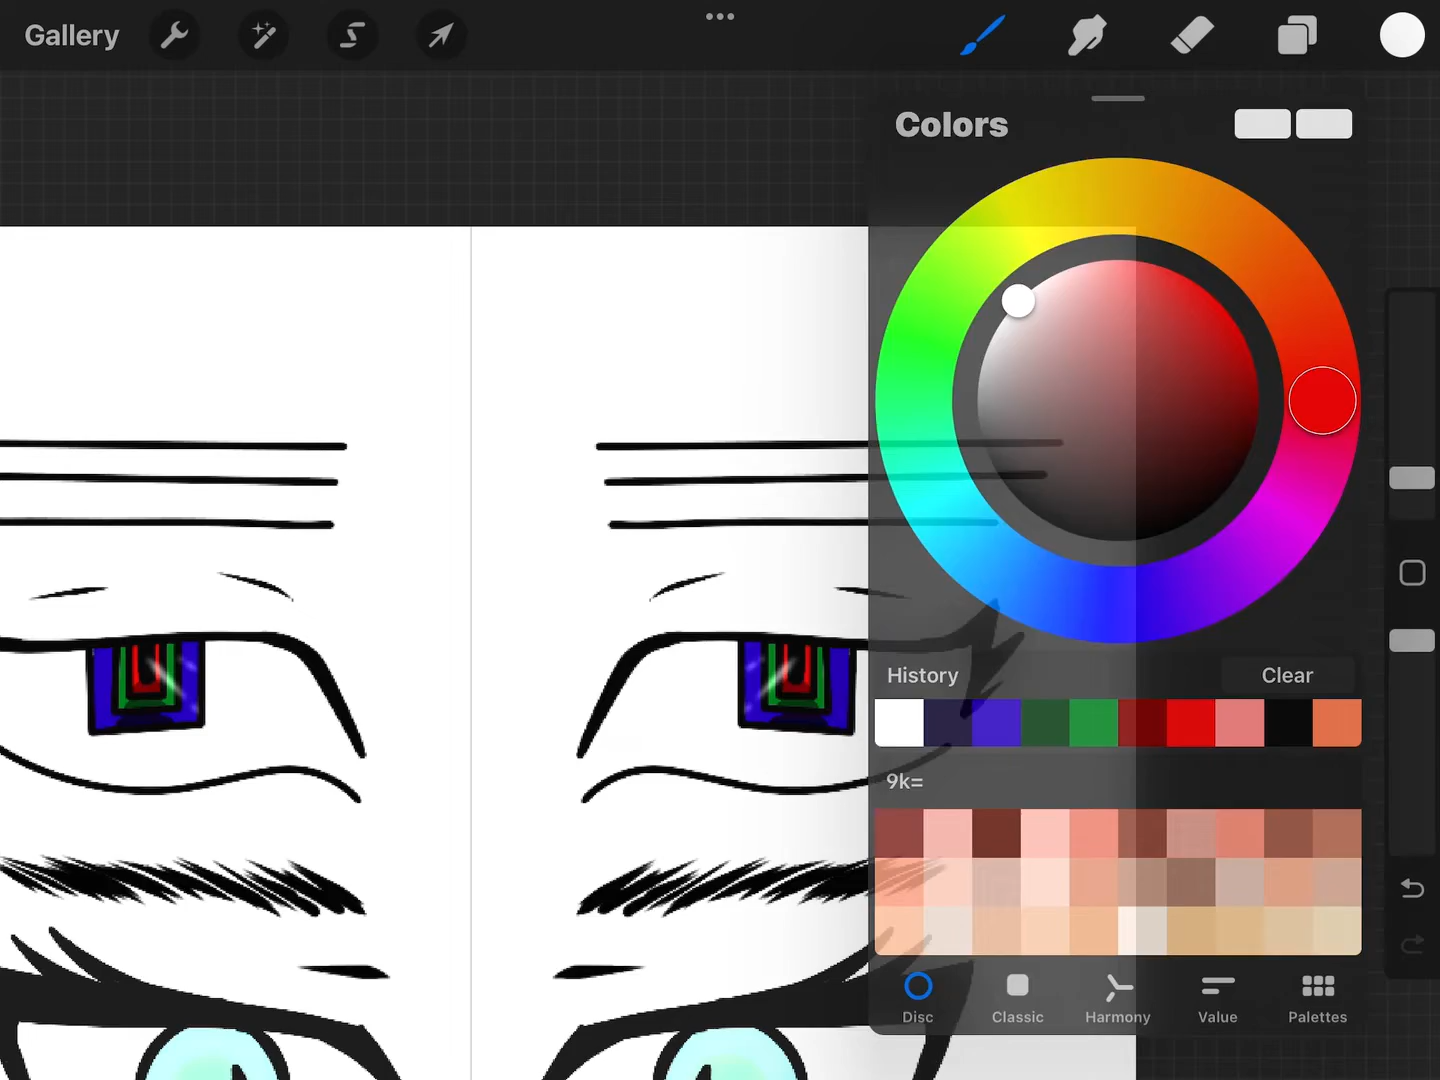 Gallery
Colors
History
Clear
9k=
Disc
Classic
Harmony
Value
Palettes